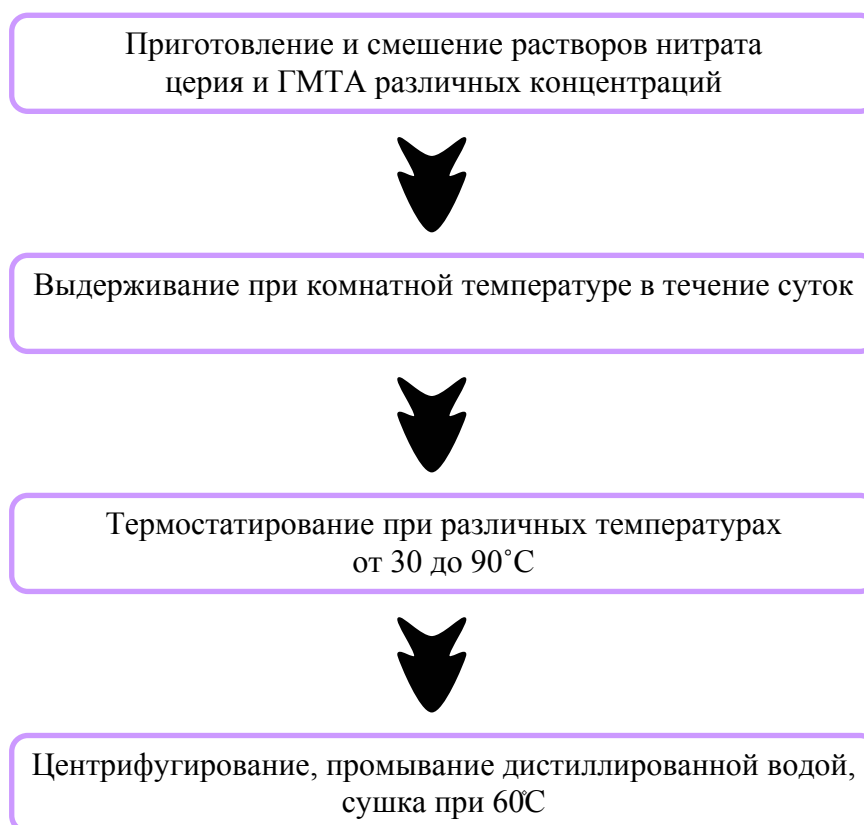 Приготовление и смешение растворов нитрата
церия и ГМТА различных концентраций
Выдерживание при комнатной температуре в течение суток
Термостатирование при различных температурах
от 30 до 90˚С
Центрифугирование, промывание дистиллированной водой,
сушка при 60˚С